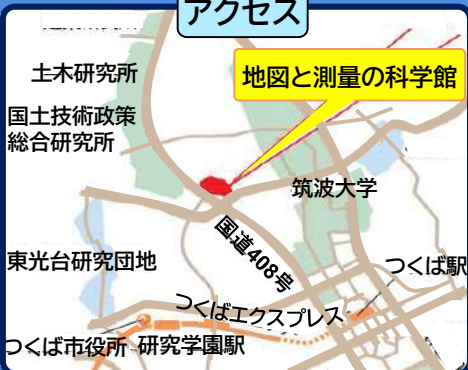 アクセス
土木研究所
地図と測量の科学館
国土技術政策
総合研究所
筑波大学
国道408号
東光台研究団地
つくば駅
つくばエクスプレス
つくば市役所
研究学園駅